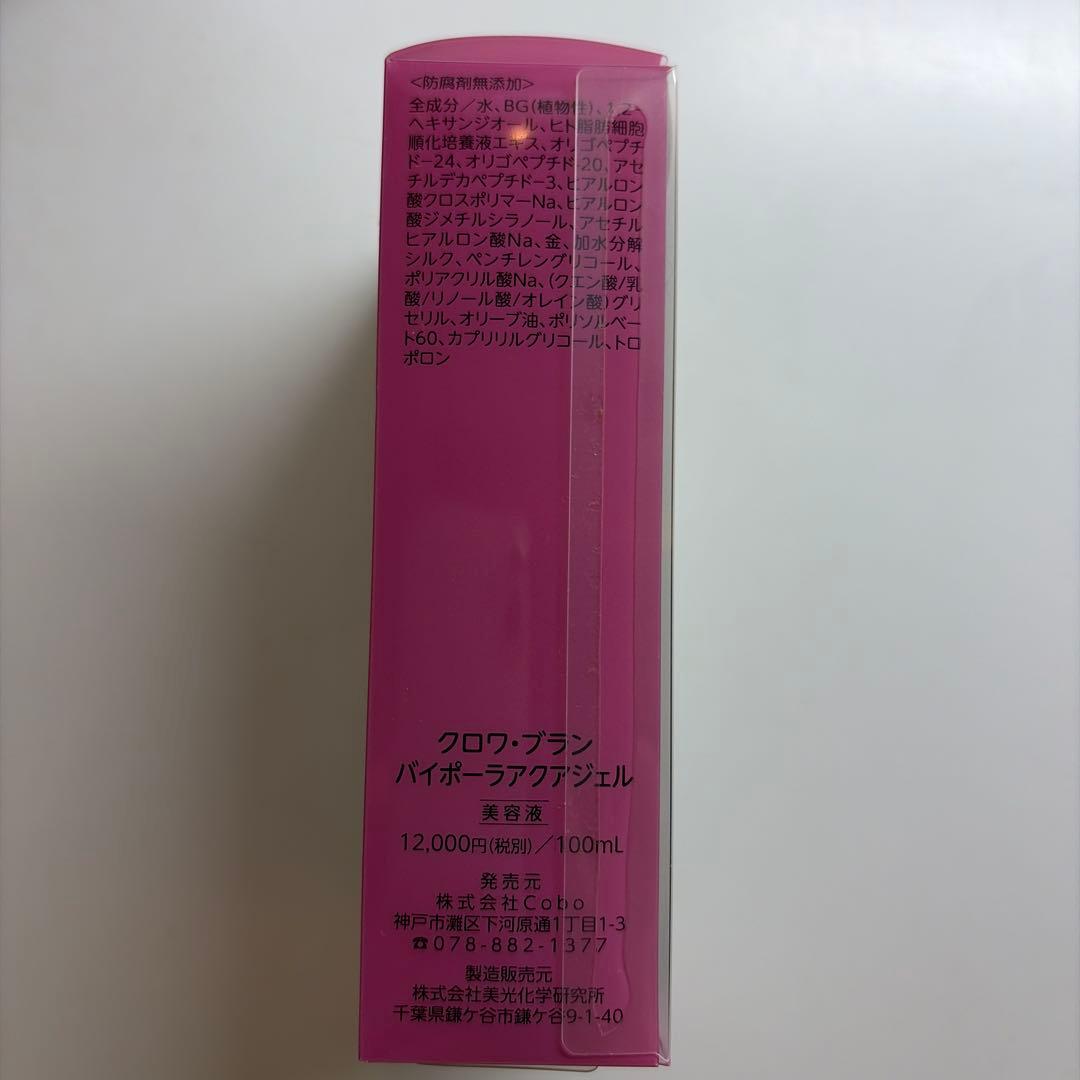 <防腐剤無添加>
全成分／水、BG(植物性)、1,2-
ヘキサンジオール、ヒト脂肪細胞
順化培養液エキス、オリゴペプチ
ド-24、オリゴペプチド-20、アセ
チルデカペプチド-3、ヒアルロン
酸クロスポリマーNa、ヒアルロン
酸ジメチルシラノール、アセチル
ヒアルロン酸Na、金、加水分解
シルク、ペンチレングリコール、
ポリアクリル酸Na、(クエン酸/乳
酸/リノール酸/オレイン酸)グリ
セリル、オリーブ油、ポリソルベー
ト60、カプリリルグリコール、トロ
ポロン
クロワ・ブラン
バイポーラアクアジェル
美容液
12,000円(税別)／100mL
発売元
株式会社Cobo
神戸市灘区下河原通1丁目1-3
☎078-882-1377
製造販売元
株式会社美光化学研究所
千葉県鎌ケ谷市鎌ケ谷9-1-40